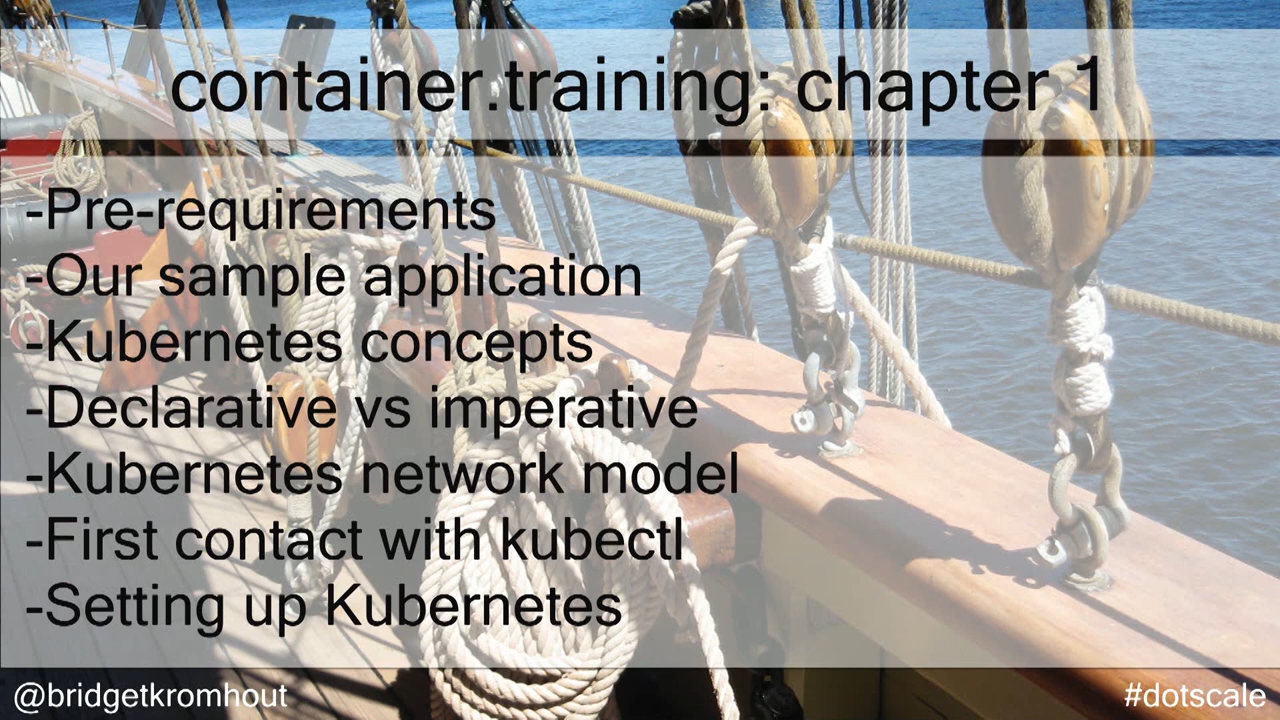 container.training: chapter 1
-Pre-requirements
-Our sample application
-Kubernetes concepts
-Declarative vs imperative
-Kubernetes network model
-First contact with kubectl
-Setting up Kubernetes
@bridgetkromhout
#dotscale